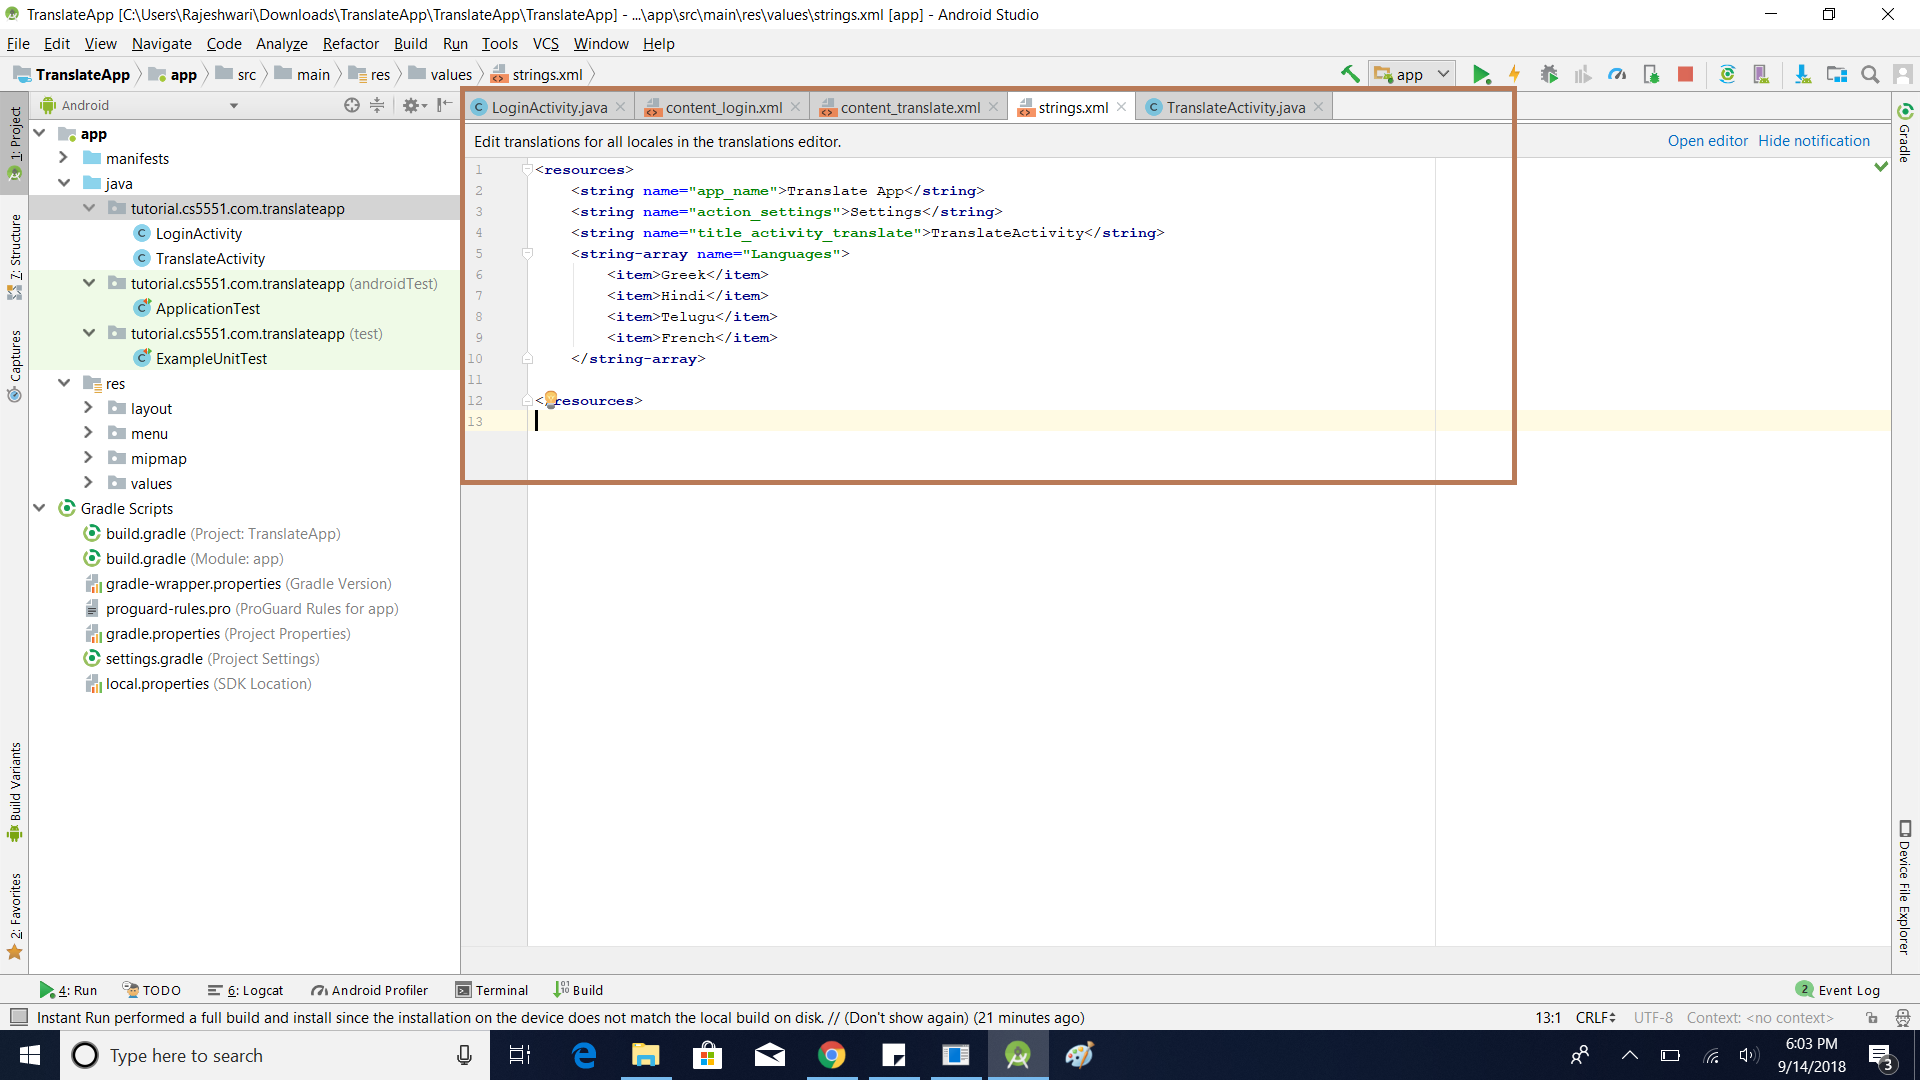 TranslateApp [C:\Users\Rajeshwari\Downloads\TranslateApp\TranslateApp\TranslateApp] - ...\app\src\main\res\values\strings.xml [app] - Android Studio
File Edit View Navigate Code Analyze Refactor Build Run Tools VCS Window Help
TranslateApp app src main res values strings.xml app
Android LoginActivity.java content_login.xml content_translate.xml strings.xml TranslateActivity.java
Edit translations for all locales in the translations editor. Open editor Hide notification
1: Project
7: Structure
Captures
Build Variants
2: Favorites
app
manifests
java
tutorial.cs5551.com.translateapp
LoginActivity
TranslateActivity
tutorial.cs5551.com.translateapp (androidTest)
ApplicationTest
tutorial.cs5551.com.translateapp (test)
ExampleUnitTest
res
layout
menu
mipmap
values
Gradle Scripts
build.gradle (Project: TranslateApp)
build.gradle (Module: app)
gradle-wrapper.properties (Gradle Version)
proguard-rules.pro (ProGuard Rules for app)
gradle.properties (Project Properties)
settings.gradle (Project Settings)
local.properties (SDK Location)
1 <resources>
2 <string name="app_name">Translate App</string>
3 <string name="action_settings">Settings</string>
4 <string name="title_activity_translate">TranslateActivity</string>
5 <string-array name="Languages">
6 <item>Greek</item>
7 <item>Hindi</item>
8 <item>Telugu</item>
9 <item>French</item>
10 </string-array>
11
12 <resources>
13
Gradle
Device File Explorer
4: Run TODO 6: Logcat Android Profiler Terminal Build 2 Event Log
Instant Run performed a full build and install since the installation on the device does not match the local build on disk. // (Don't show again) (21 minutes ago) 13:1 CRLF UTF-8 Context: <no context>
Type here to search
6:03 PM
9/14/2018
3